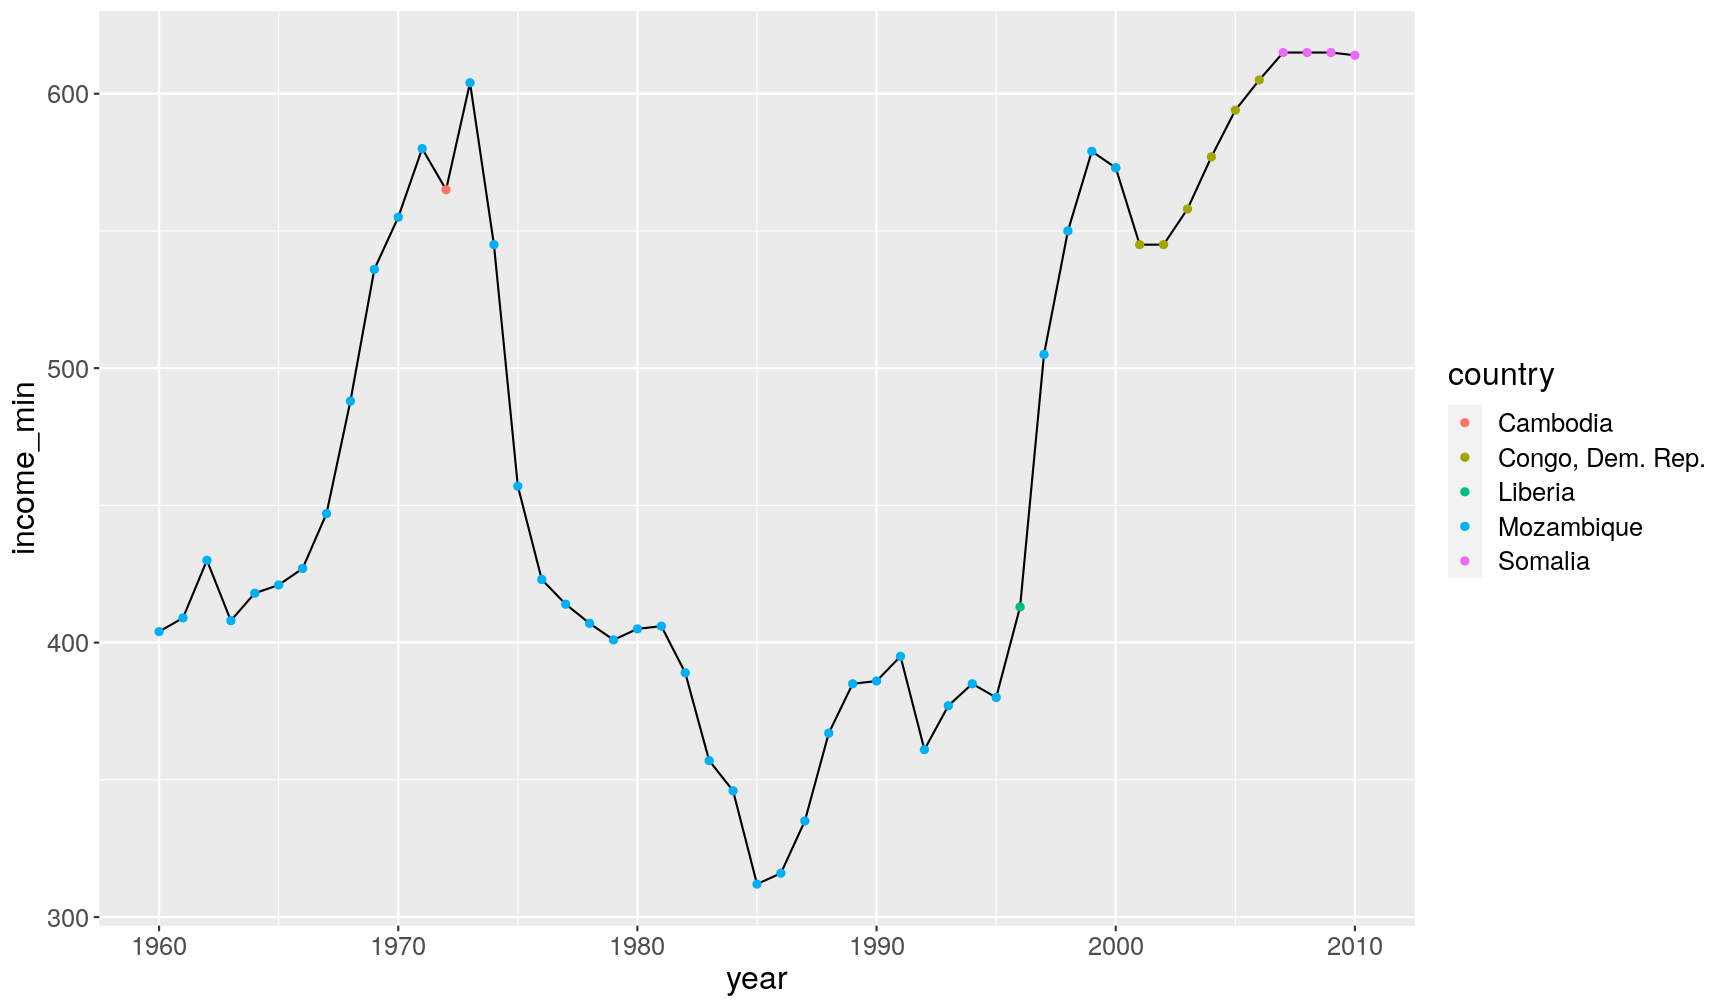 600
500
400
300
income_min
1960 1970 1980 1990 2000 2010
year
country
Cambodia
Congo, Dem. Rep.
Liberia
Mozambique
Somalia